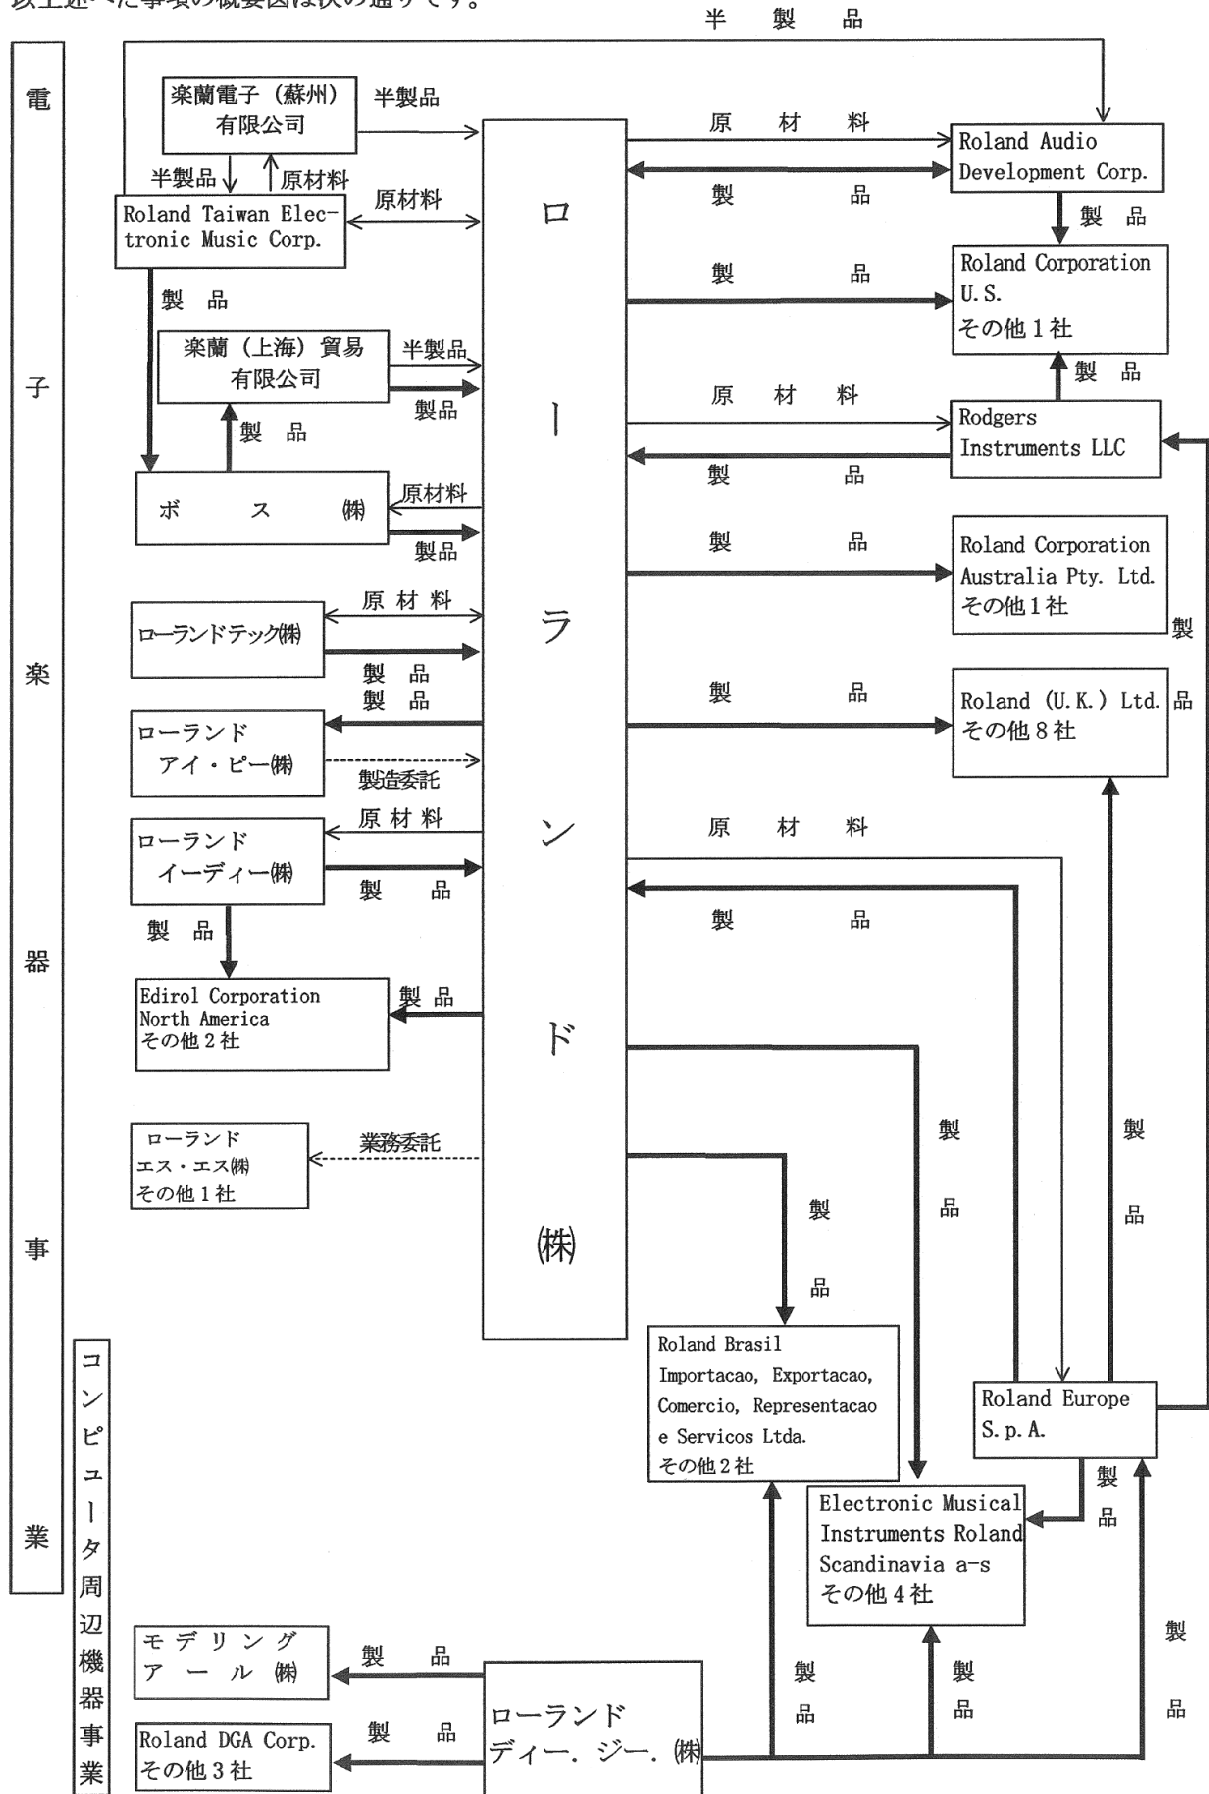 以上述べた事項の概要図は次の通りです。
半製品
電子楽器事業
楽蘭電子（蘇州）
有限公司
半製品
半製品
原材料
Roland Taiwan Elec-
tronic Music Corp.
原材料
製品
楽蘭（上海）貿易
有限公司
半製品
製品
製品
ボス㈱
原材料
製品
ローランドテック㈱
原材料
製品
製品
ローランド
アイ・ピー㈱
製造委託
原材料
ローランド
イーディー㈱
製品
製品
Edirol Corporation
North America
その他２社
製品
ローランド
エス・エス㈱
その他１社
業務委託
ローランド㈱
原材料
Roland Audio
Development Corp.
製品
製品
製品
Roland Corporation
U.S.
その他１社
製品
原材料
Rodgers
Instruments LLC
製品
製品
Roland Corporation
Australia Pty. Ltd.
その他１社
製品
製品
Roland (U.K.) Ltd.
その他８社
原材料
製品
製品
製品
製品
Roland Brasil
Importacao, Exportacao,
Comercio, Representacao
e Servicos Ltda.
その他２社
Roland Europe
S.p.A.
製品
Electronic Musical
Instruments Roland
Scandinavia a-s
その他４社
コンピュータ周辺機器事業
モデリング
アール㈱
製品
Roland DGA Corp.
その他３社
製品
ローランド
ディー．ジー．㈱
製品
製品
製品